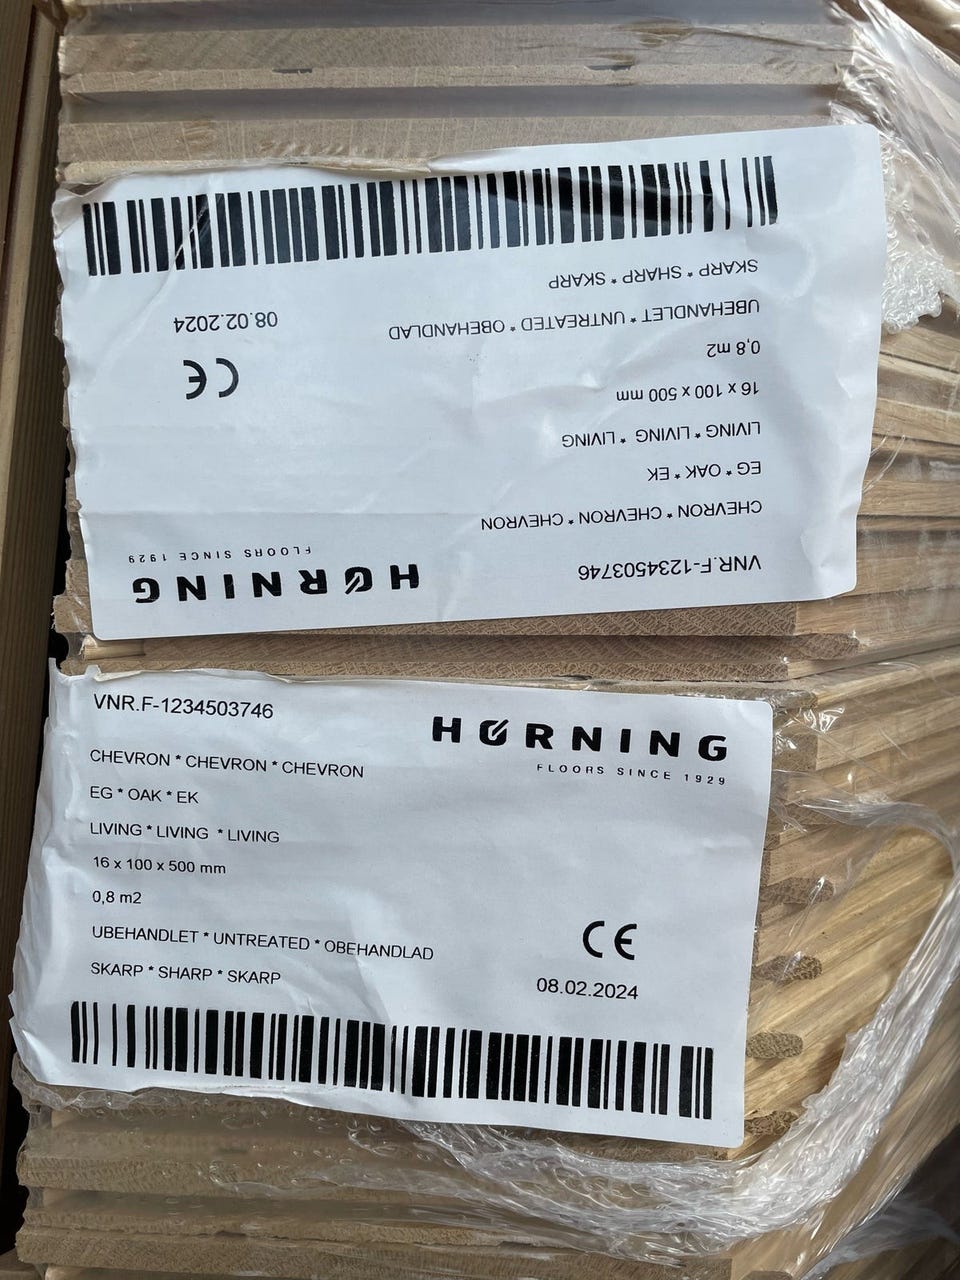 SKARP * SHARP * SKARP
UBEHANDLET * UNTREATED * OBEHANDLAD
08.02.2024
0,8 m2
CE
16 x 100 x 500 mm
LIVING * LIVING * LIVING
EG * OAK * EK
CHEVRON * CHEVRON * CHEVRON
FLOORS SINCE 1929
VNR.F-1234503746
HØRNING
VNR.F-1234503746
HØRNING
FLOORS SINCE 1929
CHEVRON * CHEVRON * CHEVRON
EG * OAK * EK
LIVING * LIVING * LIVING
16 x 100 x 500 mm
0,8 m2
CE
UBEHANDLET * UNTREATED * OBEHANDLAD
SKARP * SHARP * SKARP
08.02.2024